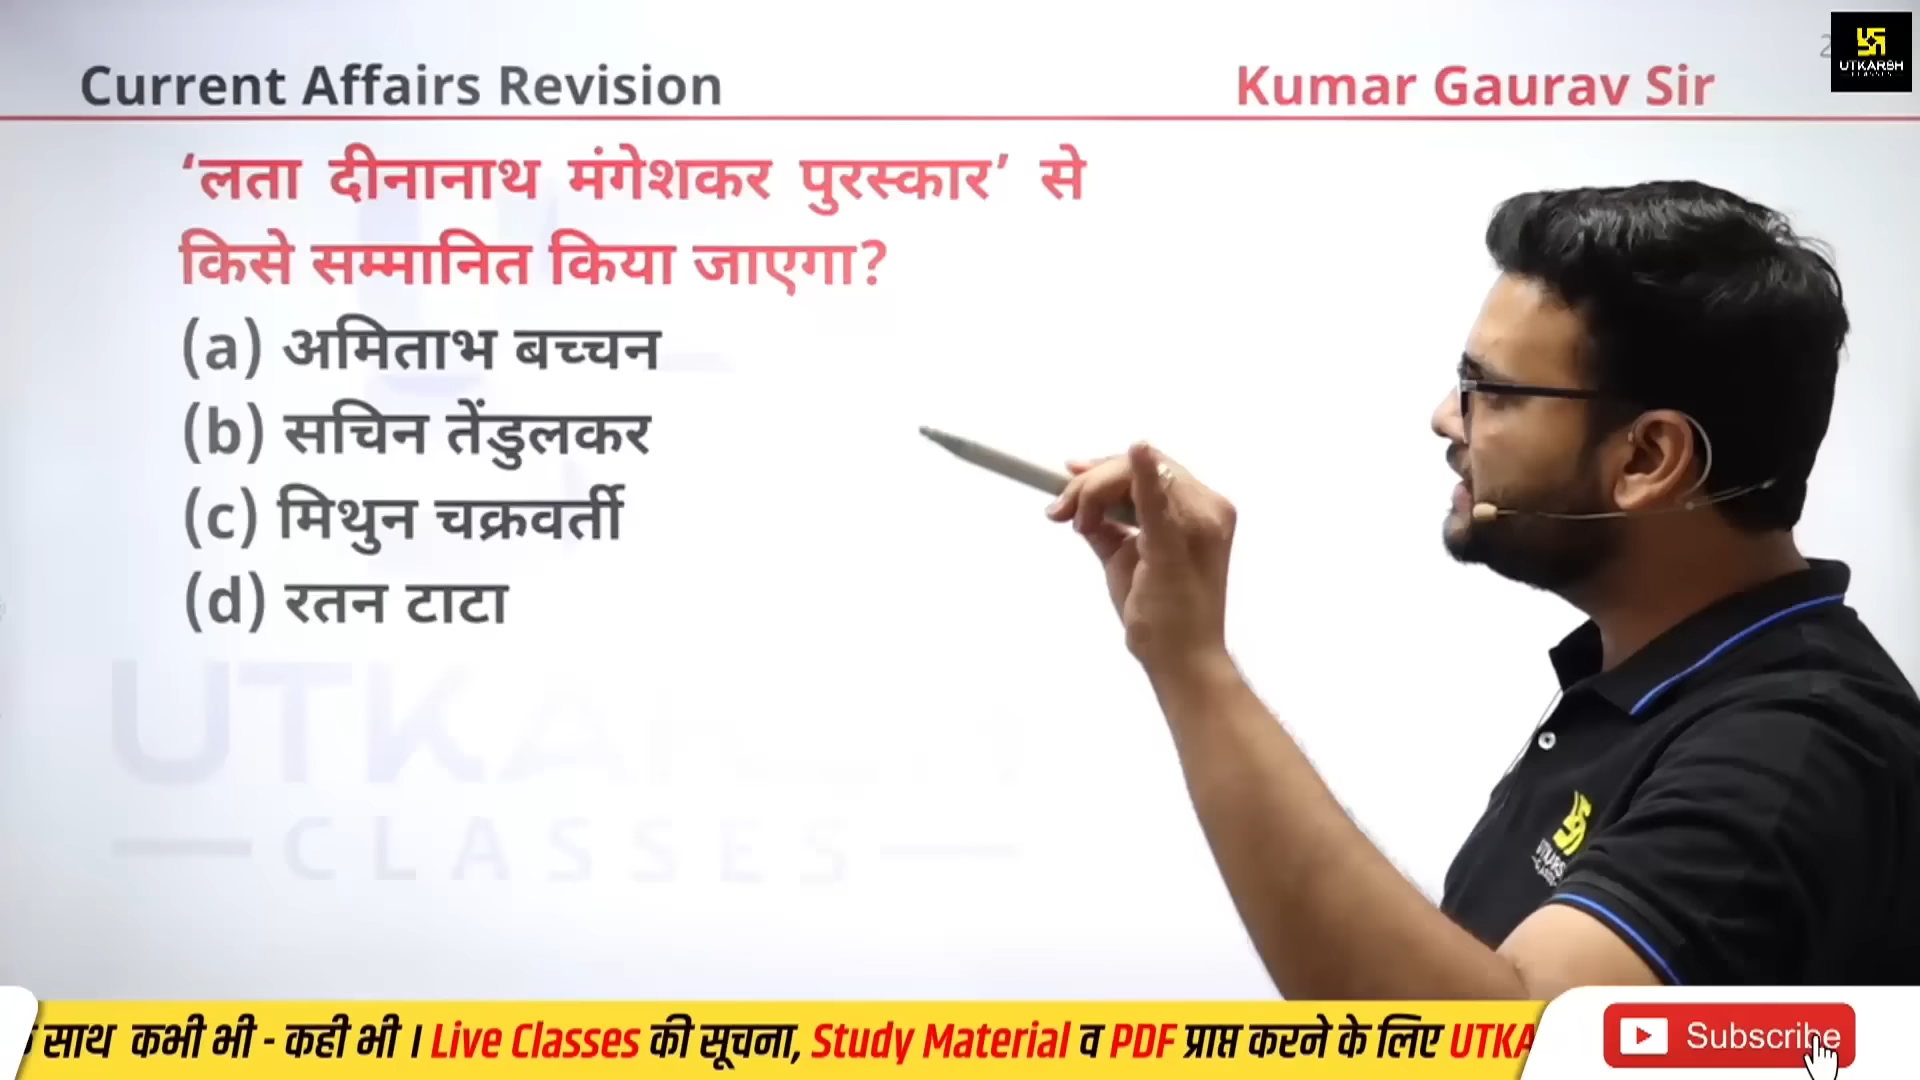 Current Affairs Revision
Kumar Gaurav Sir
UTKARSH
CLASSES
‘लता दीनानाथ मंगेशकर पुरस्कार’ से
किसे सम्मानित किया जाएगा?
(a) अमिताभ बच्चन
(b) सचिन तेंदुलकर
(c) मिथुन चक्रवर्ती
(d) रतन टाटा
UTKARSH
CLASSES
साथ कभी भी - कही भी । Live Classes की सूचना, Study Material व PDF प्राप्त करने के लिए UTKA
Subscribe